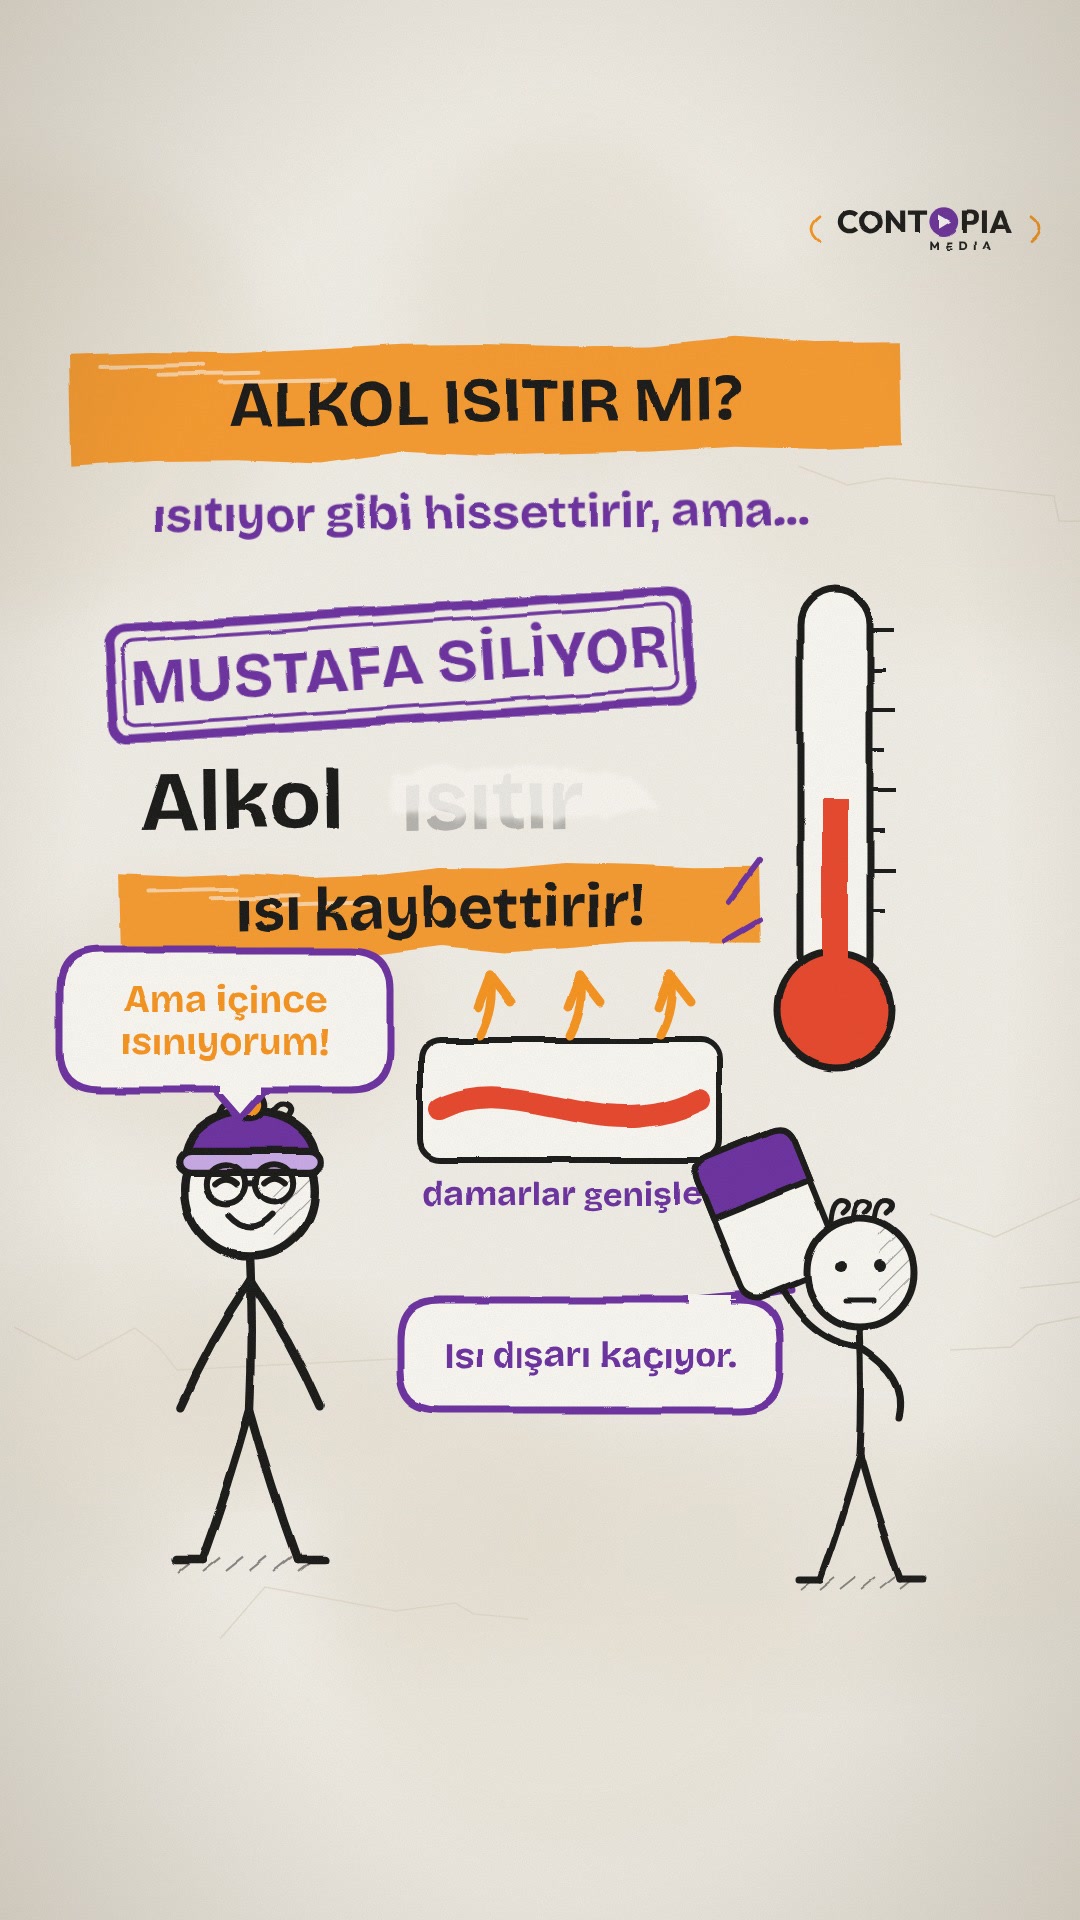 CONTOPIA
MEDIA
ALKOL ISITIR MI?
ısıtıyor gibi hissettirir, ama...
MUSTAFA SİLİYOR
Alkol ısıtır
ısı kaybettirir!
Ama içince
ısınıyorum!
damarlar genişle
Isı dışarı kaçıyor.